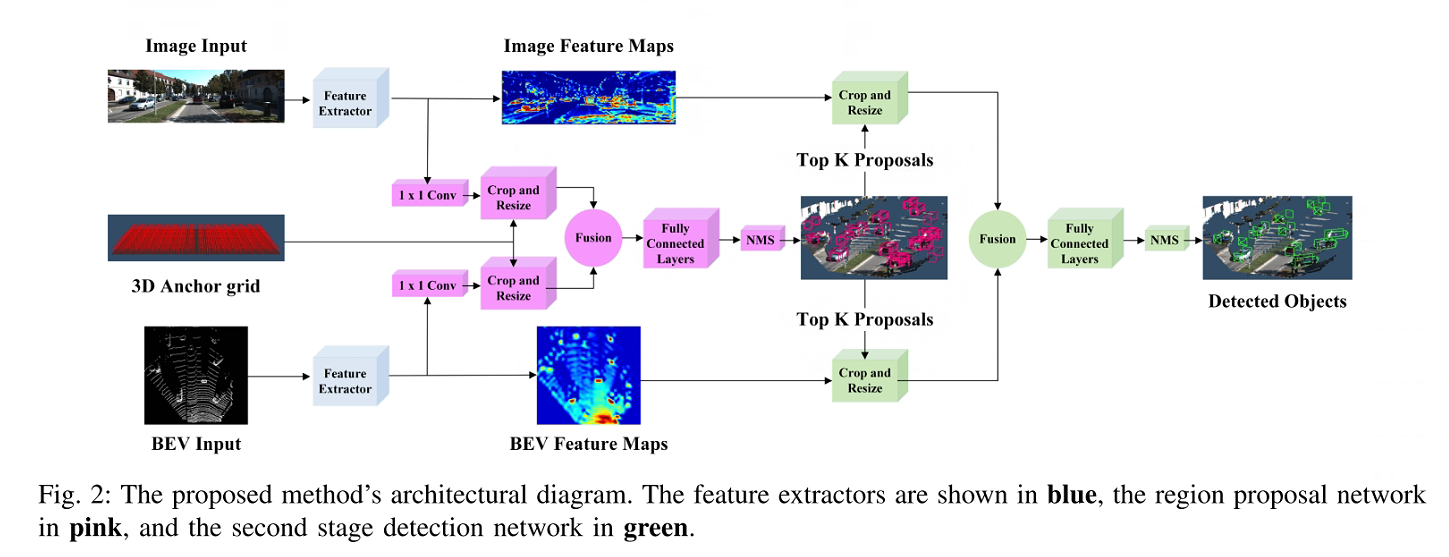 Image Input
Image Feature Maps
Feature
Extractor
Crop and
Resize
Top K Proposals
1 x 1 Conv
Crop and
Resize
3D Anchor grid
Fusion
Fully
Connected
Layers
NMS
Fusion
Fully
Connected
Layers
NMS
Detected Objects
1 x 1 Conv
Crop and
Resize
Top K Proposals
BEV Input
Feature
Extractor
BEV Feature Maps
Crop and
Resize
Fig. 2: The proposed method's architectural diagram. The feature extractors are shown in blue, the region proposal network
in pink, and the second stage detection network in green.